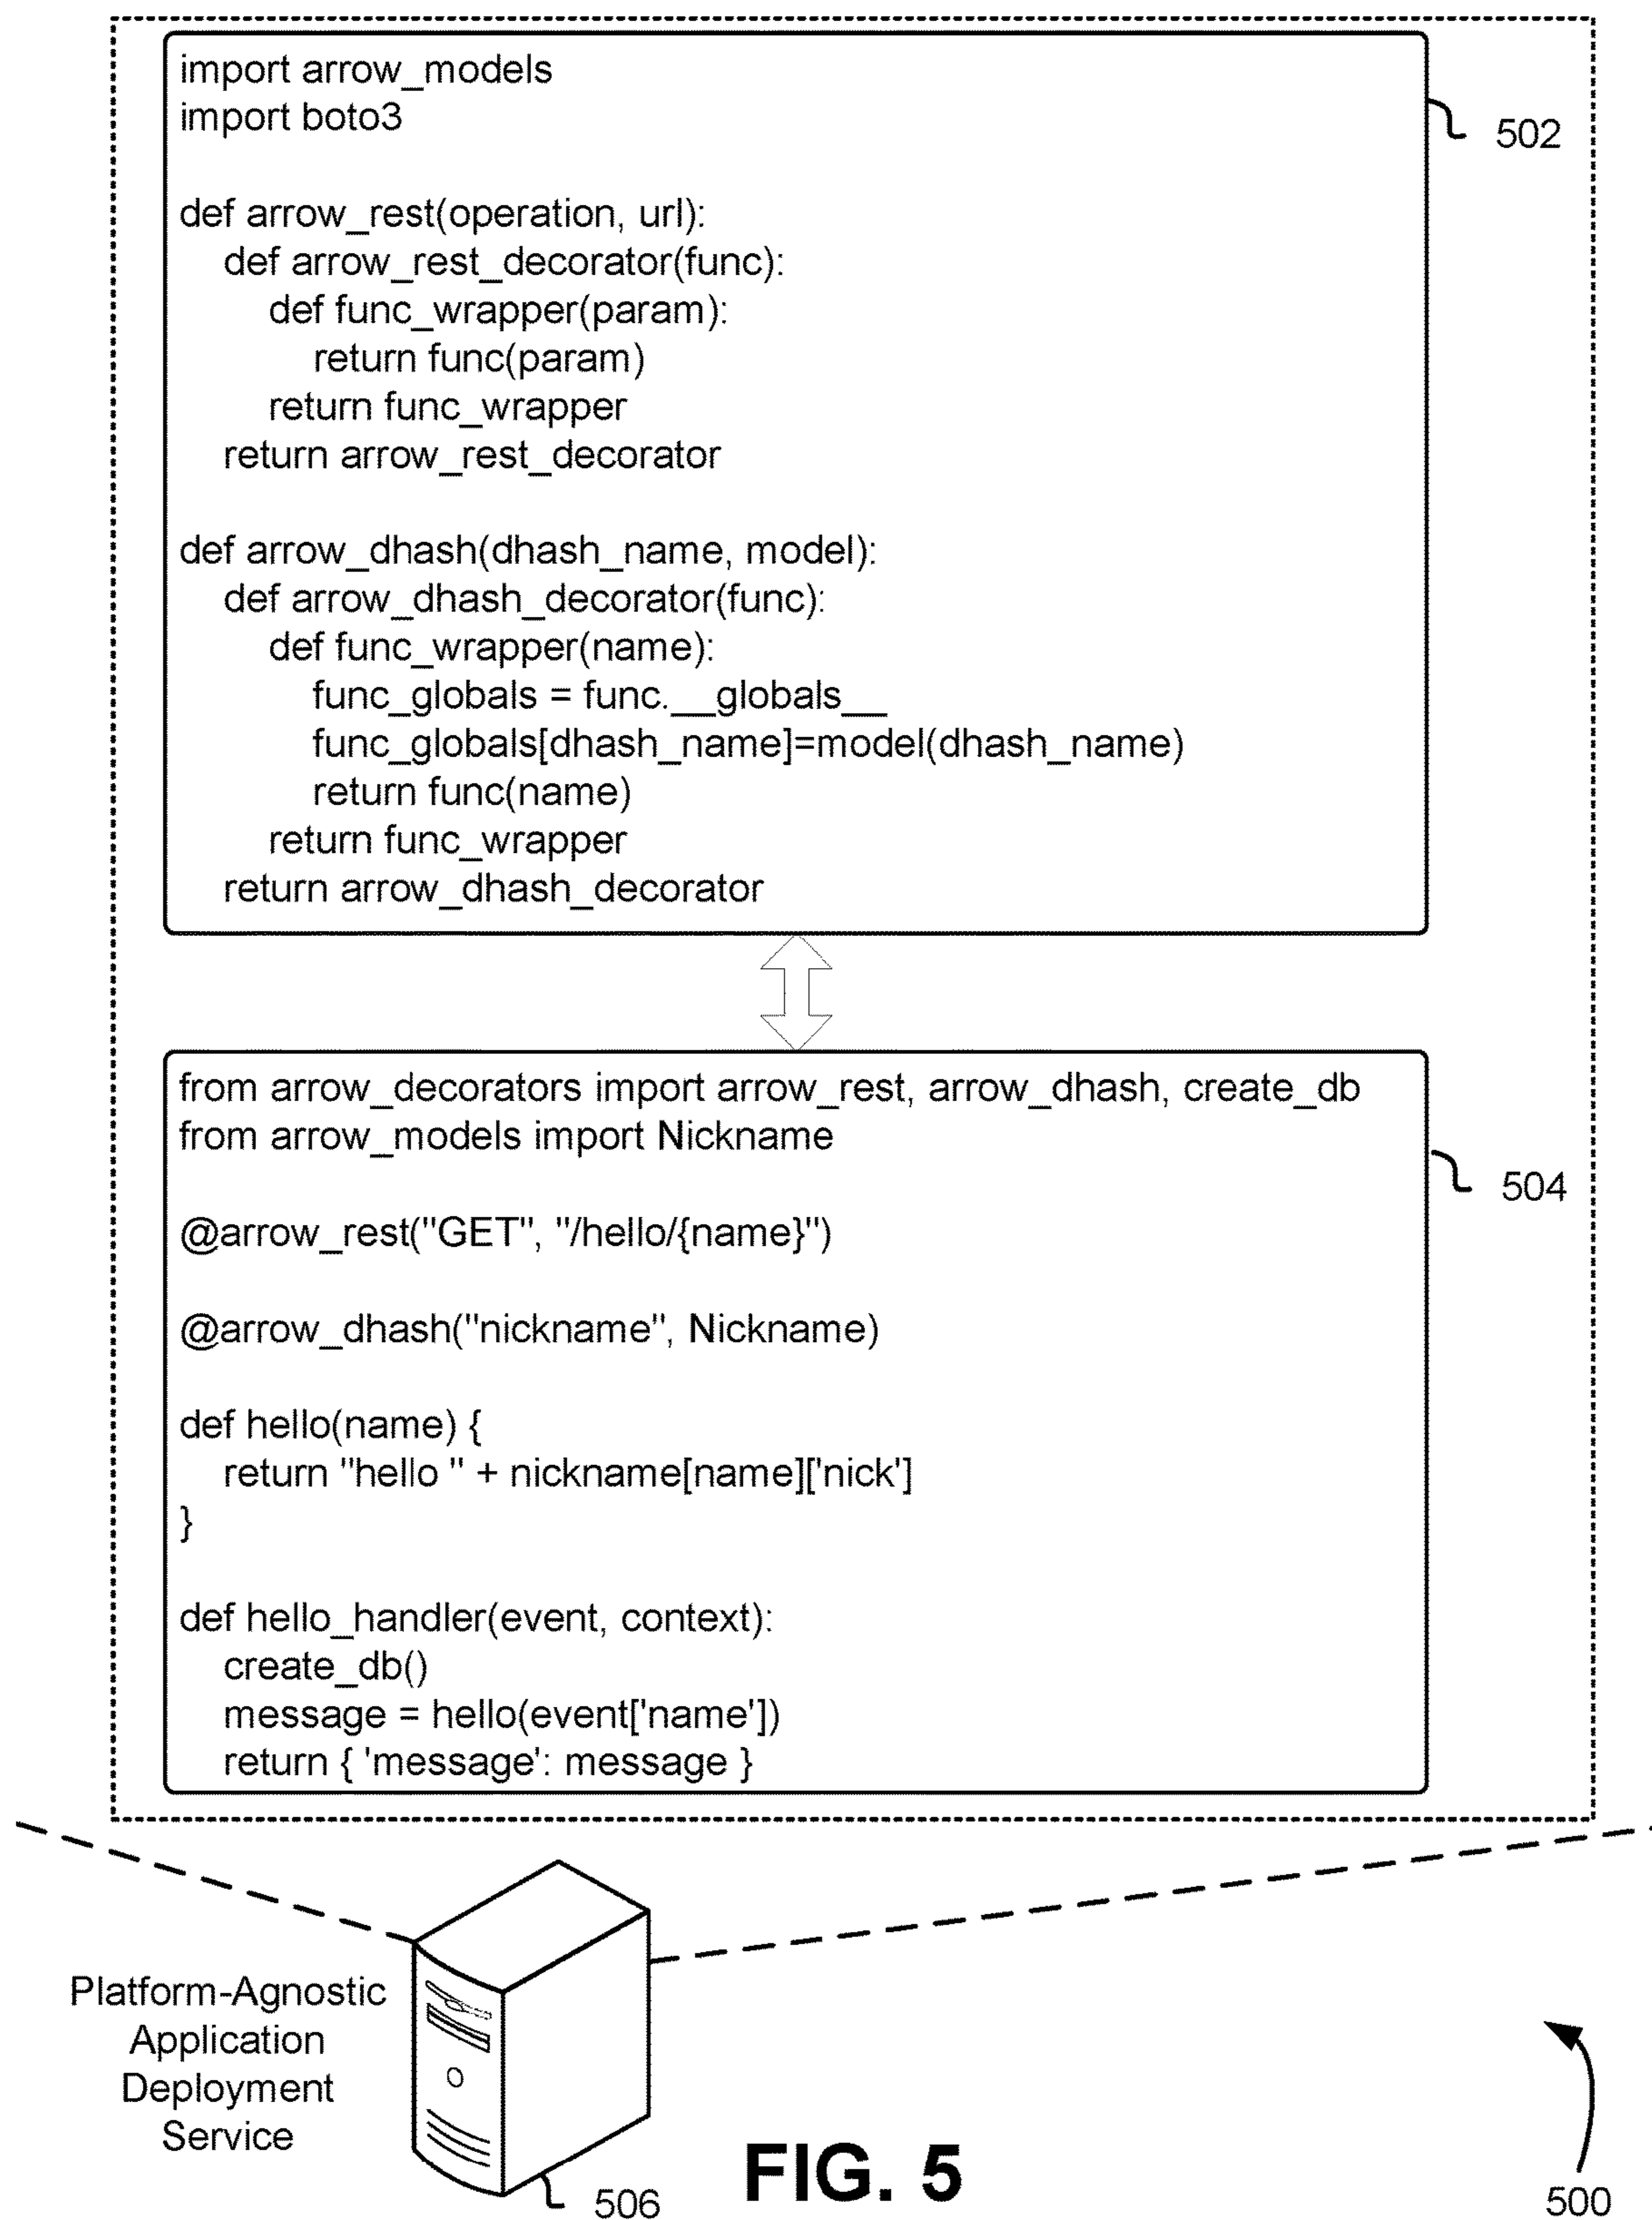 import arrow_models
import boto3
502
def arrow_rest(operation, url):
def arrow_rest_decorator(func):
def func_wrapper(param):
return func(param)
return func_wrapper
return arrow_rest_decorator
def arrow_dhash(dhash_name, model):
def arrow_dhash_decorator(func):
def func_wrapper(name):
func_globals = func.__globals__
func_globals[dhash_name]=model(dhash_name)
return func(name)
return func_wrapper
return arrow_dhash_decorator
from arrow_decorators import arrow_rest, arrow_dhash, create_db
from arrow_models import Nickname
504
@arrow_rest("GET", "/hello/{name}")
@arrow_dhash("nickname", Nickname)
def hello(name) {
return "hello " + nickname[name]['nick']
}
def hello_handler(event, context):
create_db()
message = hello(event['name'])
return { 'message': message }
Platform-Agnostic
Application
Deployment
Service
506
FIG. 5
500